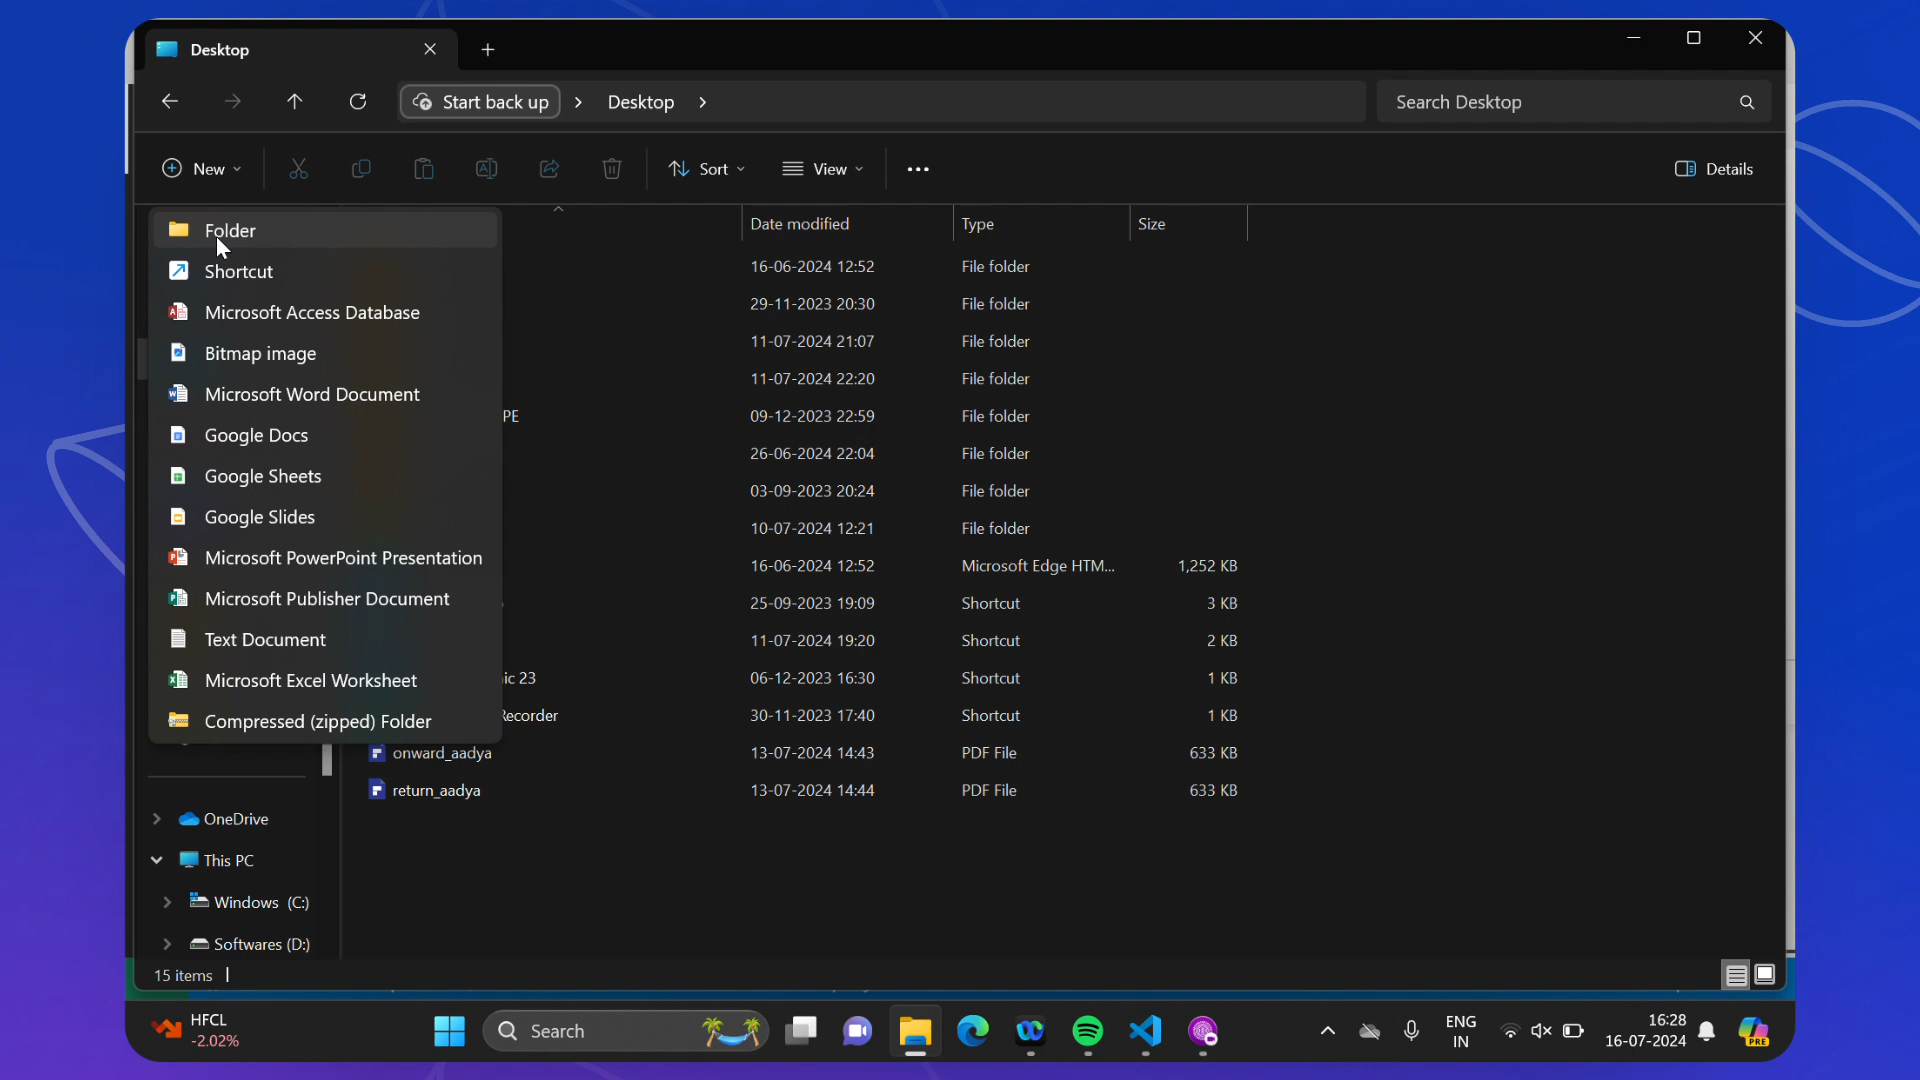 Desktop
Start back up > Desktop >
Search Desktop
New
Sort
View
Details
Folder
Shortcut
Microsoft Access Database
Bitmap image
Microsoft Word Document
Google Docs
Google Sheets
Google Slides
Microsoft PowerPoint Presentation
Microsoft Publisher Document
Text Document
Microsoft Excel Worksheet
Compressed (zipped) Folder
Date modified Type Size
16-06-2024 12:52 File folder
29-11-2023 20:30 File folder
11-07-2024 21:07 File folder
11-07-2024 22:20 File folder
PE 09-12-2023 22:59 File folder
26-06-2024 22:04 File folder
03-09-2023 20:24 File folder
10-07-2024 12:21 File folder
16-06-2024 12:52 Microsoft Edge HTM... 1,252 KB
25-09-2023 19:09 Shortcut 3 KB
11-07-2024 19:20 Shortcut 2 KB
ic 23 06-12-2023 16:30 Shortcut 1 KB
Recorder 30-11-2023 17:40 Shortcut 1 KB
onward_aadya 13-07-2024 14:43 PDF File 633 KB
return_aadya 13-07-2024 14:44 PDF File 633 KB
OneDrive
This PC
Windows (C:)
Softwares (D:)
15 items
HFCL
-2.02%
Search
ENG
IN
16:28
16-07-2024
PRE